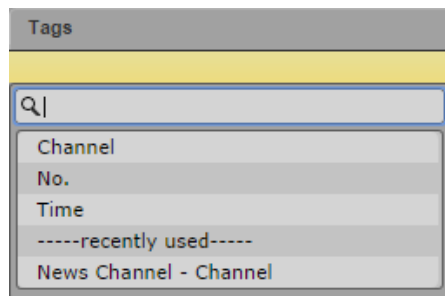 Tags
Channel
No.
Time
-----recently used-----
News Channel - Channel